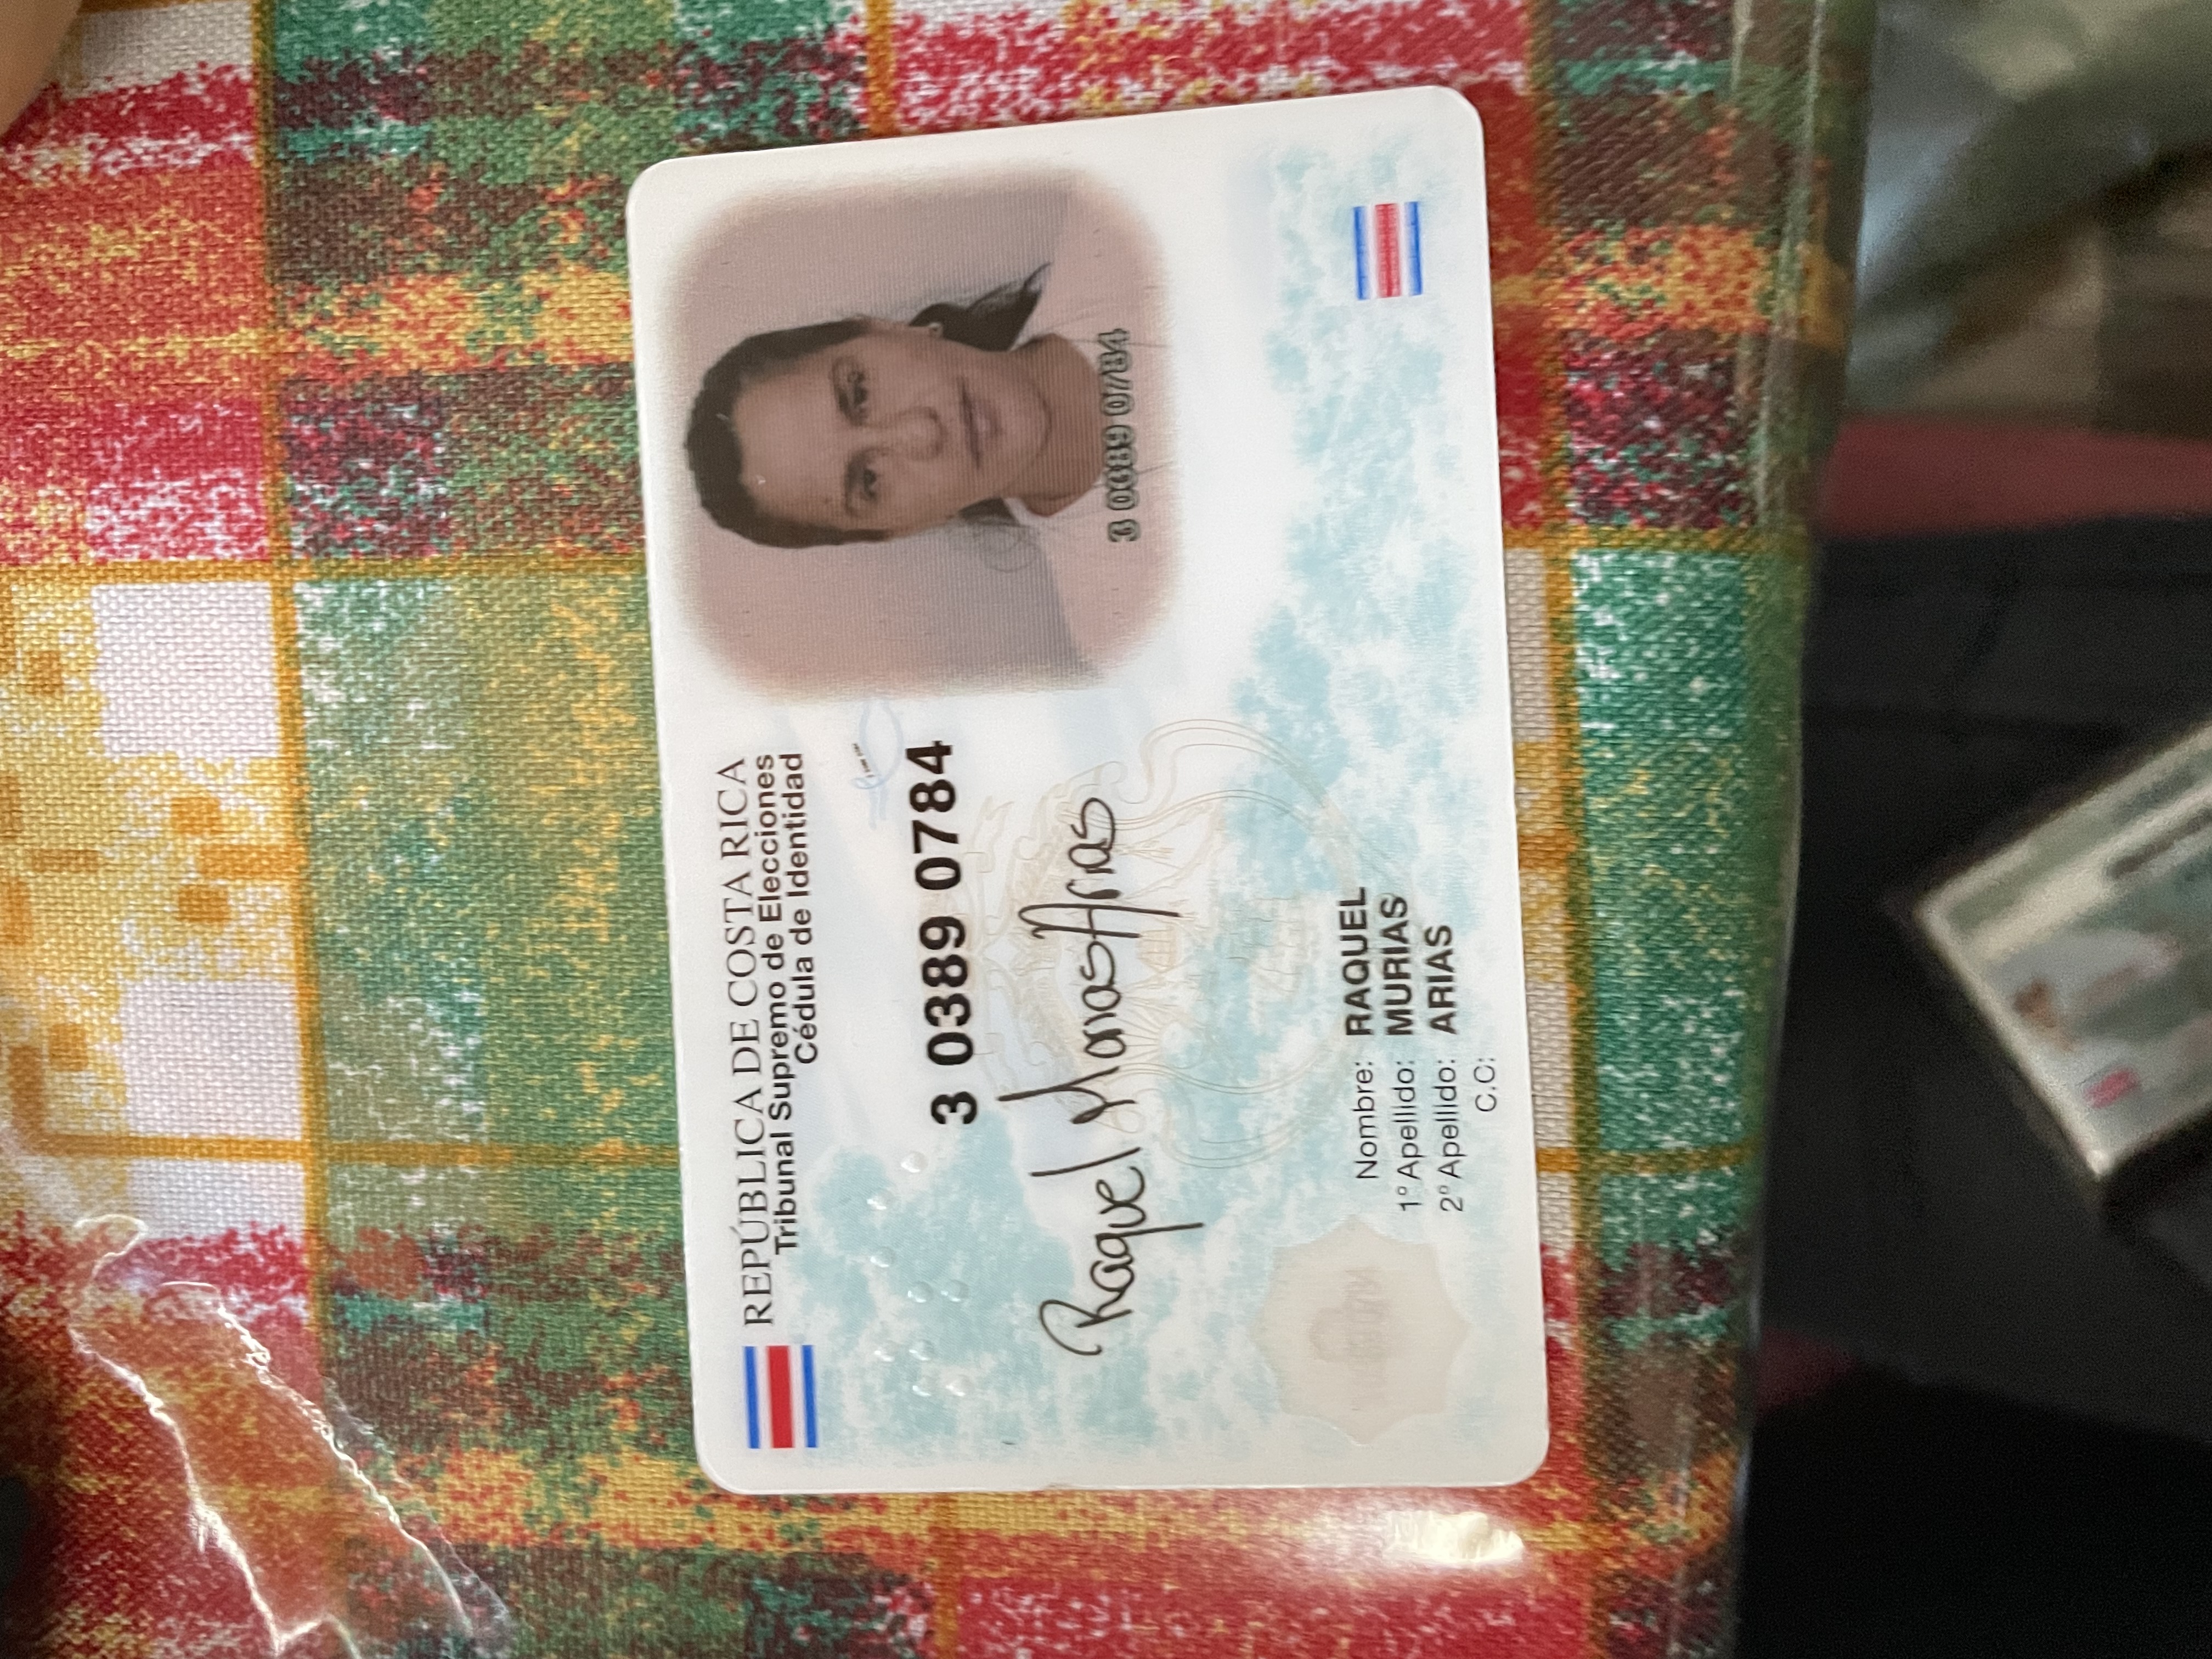 REPÚBLICA DE COSTA RICA
Tribunal Supremo de Elecciones
Cédula de Identidad
3 0389 0784
Raquel Murias Arias
3 0389 0784
Nombre: RAQUEL
1° Apellido: MURIAS
2° Apellido: ARIAS
C.C: